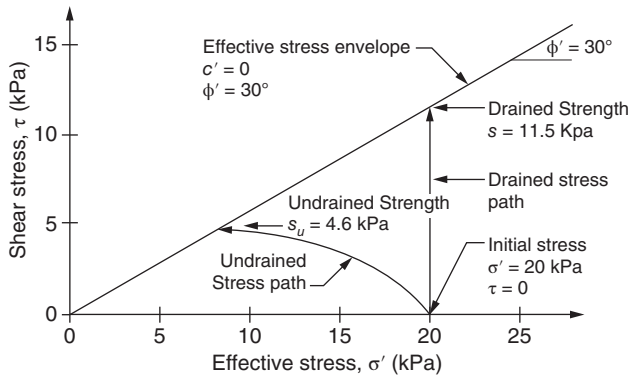 15
10
5
0
Shear stress, τ (kPa)
Effective stress envelope
c′ = 0
ϕ′ = 30°
ϕ′ = 30°
Drained Strength
s = 11.5 Kpa
Drained stress
path
Undrained Strength
s_u = 4.6 kPa
Undrained
Stress path
Initial stress
σ′ = 20 kPa
τ = 0
0
5
10
15
20
25
Effective stress, σ′ (kPa)